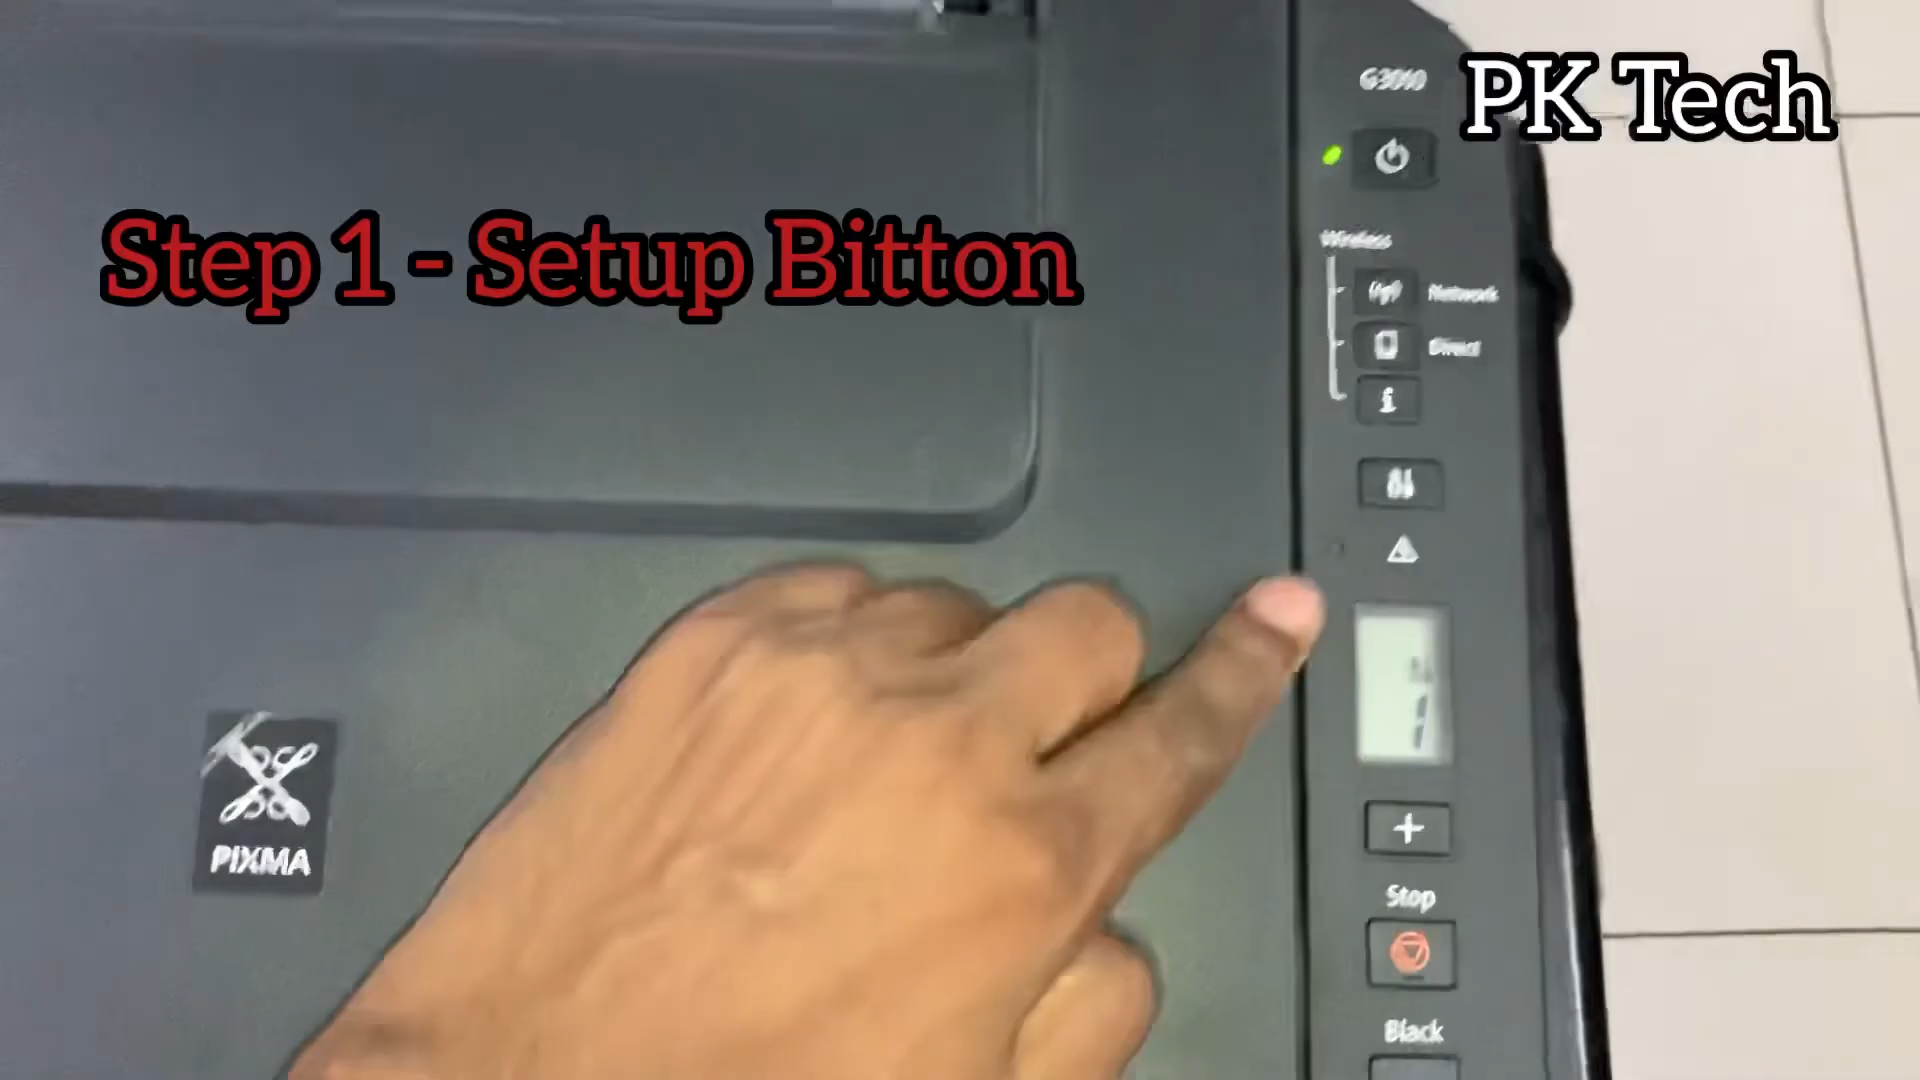 G3010
PK Tech
Step 1 - Setup Bitton
Wireless
Network
Direct
PIXMA
Stop
Black